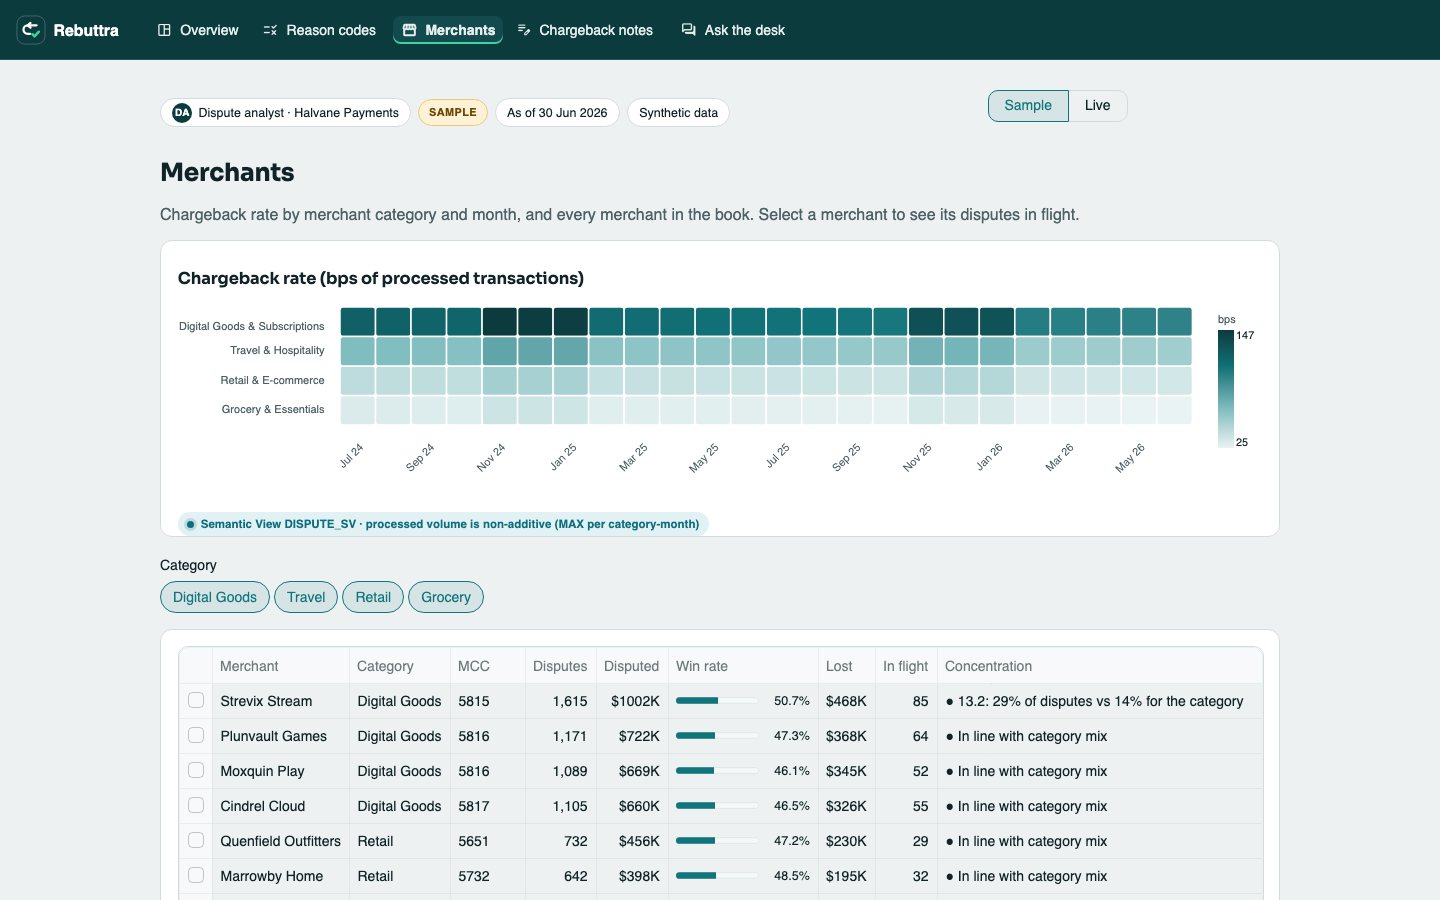 Rebuttra Overview Reason codes Merchants Chargeback notes Ask the desk
DA Dispute analyst · Halvane Payments SAMPLE As of 30 Jun 2026 Synthetic data Sample Live
Merchants
Chargeback rate by merchant category and month, and every merchant in the book. Select a merchant to see its disputes in flight.
Chargeback rate (bps of processed transactions)
Digital Goods & Subscriptions
Travel & Hospitality
Retail & E-commerce
Grocery & Essentials
Jul 24 Sep 24 Nov 24 Jan 25 Mar 25 May 25 Jul 25 Sep 25 Nov 25 Jan 26 Mar 26 May 26
bps
147
25
Semantic View DISPUTE_SV · processed volume is non-additive (MAX per category-month)
Category
Digital Goods Travel Retail Grocery
Merchant Category MCC Disputes Disputed Win rate Lost In flight Concentration
Strevix Stream Digital Goods 5815 1,615 $1002K 50.7% $468K 85 ● 13.2: 29% of disputes vs 14% for the category
Plunvault Games Digital Goods 5816 1,171 $722K 47.3% $368K 64 ● In line with category mix
Moxquin Play Digital Goods 5816 1,089 $669K 46.1% $345K 52 ● In line with category mix
Cindrel Cloud Digital Goods 5817 1,105 $660K 46.5% $326K 55 ● In line with category mix
Quenfield Outfitters Retail 5651 732 $456K 47.2% $230K 29 ● In line with category mix
Marrowby Home Retail 5732 642 $398K 48.5% $195K 32 ● In line with category mix